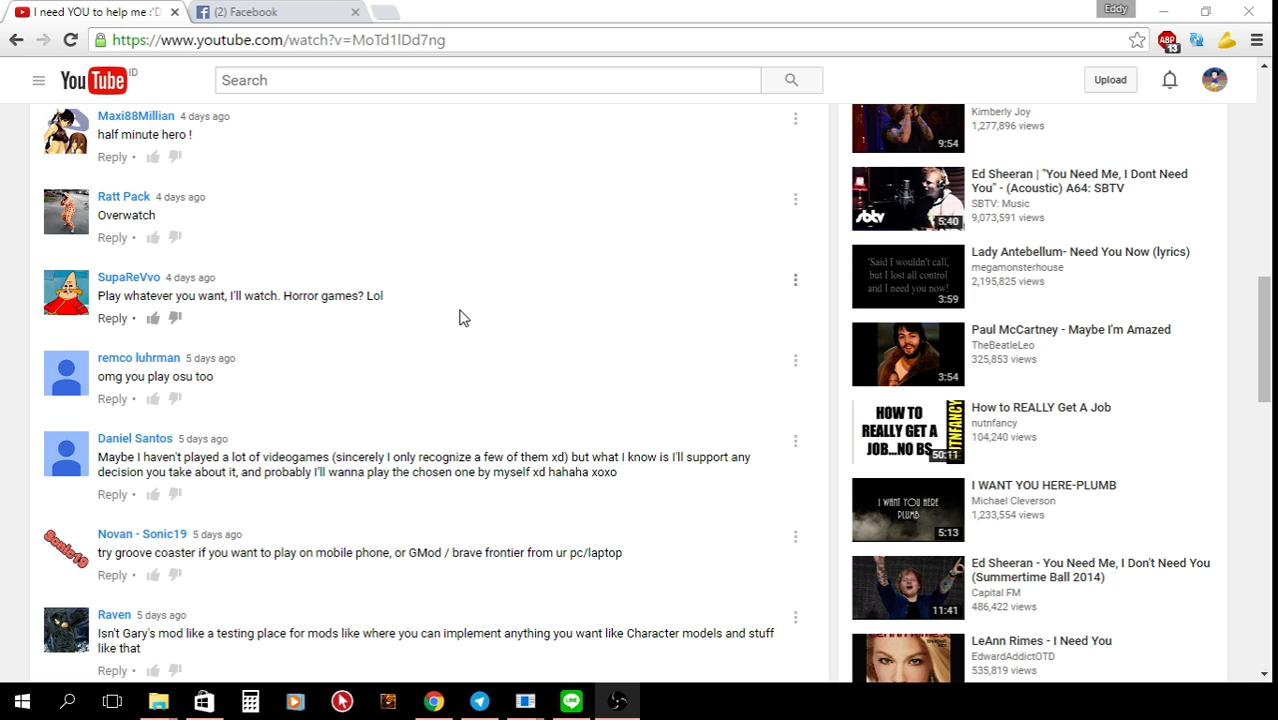 I need YOU to help me :'D
(2) Facebook
Eddy
https://www.youtube.com/watch?v=MoTd1lDd7ng
ABP
13
YouTube ID
Search
Upload
Maxi88Millian 4 days ago
half minute hero !
Reply •
Ratt Pack 4 days ago
Overwatch
Reply •
SupaReVvo 4 days ago
Play whatever you want, I'll watch. Horror games? Lol
Reply •
remco luhrman 5 days ago
omg you play osu too
Reply •
Daniel Santos 5 days ago
Maybe I haven't played a lot of videogames (sincerely I only recognize a few of them xd) but what I know is I'll support any
decision you take about it, and probably I'll wanna play the chosen one by myself xd hahaha xoxo
Reply •
Sonic19
Novan - Sonic19 5 days ago
try groove coaster if you want to play on mobile phone, or GMod / brave frontier from ur pc/laptop
Reply •
Raven 5 days ago
Isn't Gary's mod like a testing place for mods like where you can implement anything you want like Character models and stuff
like that
Reply •
Kimberly Joy
1,277,896 views
9:54
Ed Sheeran | "You Need Me, I Dont Need
You" - (Acoustic) A64: SBTV
SBTV: Music
9,073,591 views
sbtv
5:40
Lady Antebellum- Need You Now (lyrics)
megamonsterhouse
2,195,825 views
"Said I wouldn't call,
but I lost all control
and I need you now!
3:59
Paul McCartney - Maybe I'm Amazed
TheBeatleLeo
325,853 views
3:54
How to REALLY Get A Job
nutnfancy
104,240 views
HOW TO
REALLY GET A
JOB...NO BS
NUTNFANCY
50:11
I WANT YOU HERE-PLUMB
Michael Cleverson
1,233,554 views
I WANT YOU HERE
PLUMB
5:13
Ed Sheeran - You Need Me, I Don't Need You
(Summertime Ball 2014)
Capital FM
486,422 views
11:41
LeAnn Rimes - I Need You
EdwardAddictOTD
535,819 views
LINE